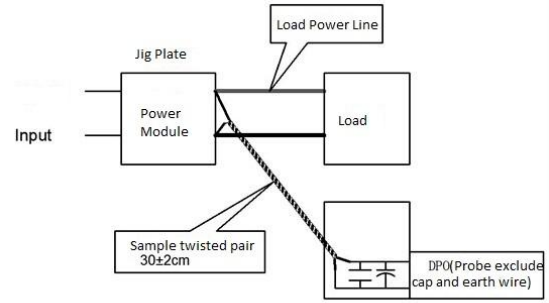 Load Power Line
Jig Plate
Power
Module
Load
Input
Sample twisted pair
30±2cm
DPO(Probe exclude
cap and earth wire)